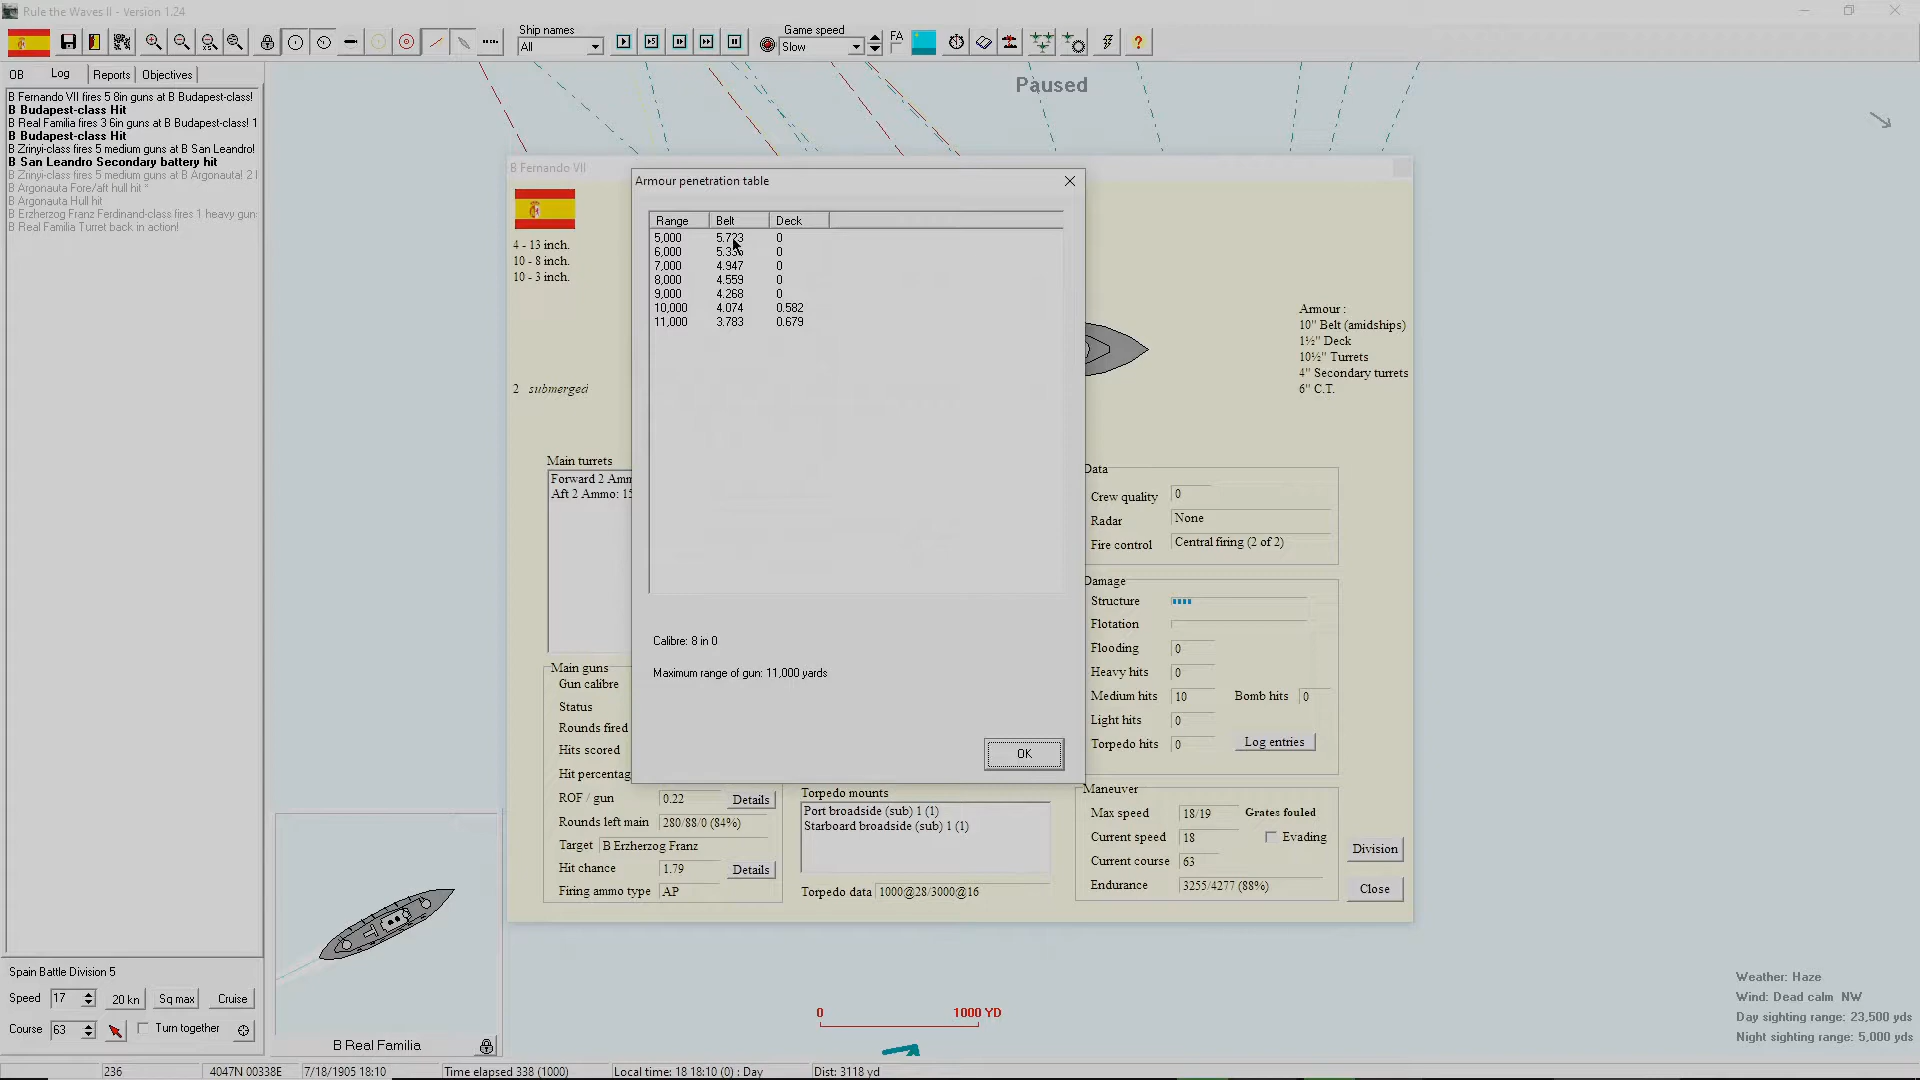 Rule the Waves II - Version 1.24
Ship names
All
Game speed
Slow
FA
OB
Log
Reports
Objectives
B Fernando VII fires 5 8in guns at B Budapest-class!
B Budapest-class Hit
B Real Familia fires 3 6in guns at B Budapest-class! 1
B Budapest-class Hit
B Zrinyi-class fires 5 medium guns at B San Leandro!
B San Leandro Secondary battery hit
B Zrinyi-class fires 5 medium guns at B Argonauta! 2
B Argonauta Fore/aft hull hit *
B Argonauta Hull hit
B Erzherzog Franz Ferdinand-class fires 1 heavy gun
B Real Familia Turret back in action!
Paused
B Fernando VII
4 - 13 inch.
10 - 8 inch.
10 - 3 inch.
2 submerged
Armour :
10" Belt (amidships)
1½" Deck
10½" Turrets
4" Secondary turrets
6" C.T.
Armour penetration table
Range Belt Deck
5,000 5.723 0
6,000 0
7,000 4.947 0
8,000 4.559 0
9,000 4.268 0
10,000 4.074 0.582
11,000 3.783 0.679
Calibre: 8 in 0
Maximum range of gun: 11,000 yards
OK
Main turrets
Forward 2 Amm
Aft 2 Ammo: 15
Main guns
Gun calibre
Status
Rounds fired
Hits scored
Hit percentag
ROF / gun 0.22 Details
Rounds left main 280/88/0 (84%)
Target B Erzherzog Franz
Hit chance 1.79 Details
Firing ammo type AP
Torpedo mounts
Port broadside (sub) 1 (1)
Starboard broadside (sub) 1 (1)
Torpedo data 1000@28/3000@16
Data
Crew quality 0
Radar None
Fire control Central firing (2 of 2)
Damage
Structure
Flotation
Flooding 0
Heavy hits 0
Medium hits 10 Bomb hits 0
Light hits 0
Torpedo hits 0 Log entries
Maneuver
Max speed 18/19 Grates fouled
Current speed 18 Evading
Current course 63
Endurance 3255/4277 (88%)
Division
Close
Spain Battle Division 5
Speed 17 20 kn Sq max Cruise
Course 63 Turn together
B Real Familia
0 1000 YD
Weather: Haze
Wind: Dead calm NW
Day sighting range: 23,500 yds
Night sighting range: 5,000 yds
236 4047N 00338E 7/18/1905 18:10 Time elapsed 338 (1000) Local time: 18 18:10 (0) : Day Dist: 3118 yd